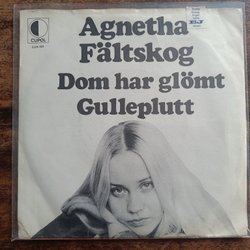 CUPOL
Agnetha
Fältskog
Dom har glömt
Gulleplutt